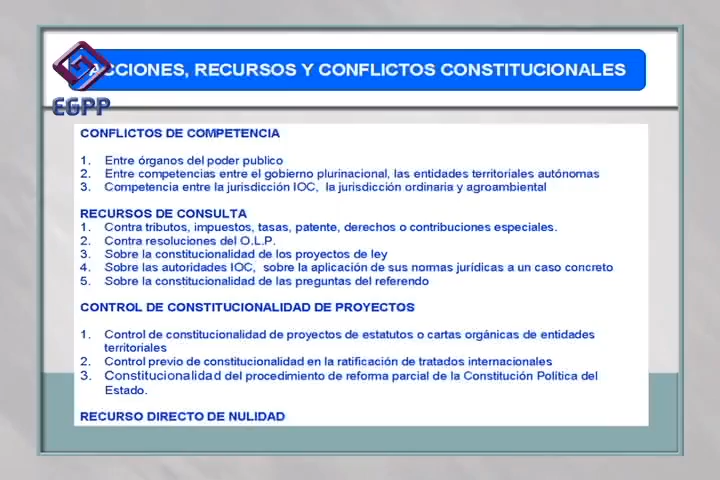 ACCIONES, RECURSOS Y CONFLICTOS CONSTITUCIONALES
EGPP
CONFLICTOS DE COMPETENCIA
1. Entre órganos del poder publico
2. Entre competencias entre el gobierno plurinacional, las entidades territoriales autónomas
3. Competencia entre la jurisdicción IOC, la jurisdicción ordinaria y agroambiental
RECURSOS DE CONSULTA
1. Contra tributos, impuestos, tasas, patente, derechos o contribuciones especiales.
2. Contra resoluciones del O.L.P.
3. Sobre la constitucionalidad de los proyectos de ley
4. Sobre las autoridades IOC, sobre la aplicación de sus normas jurídicas a un caso concreto
5. Sobre la constitucionalidad de las preguntas del referendo
CONTROL DE CONSTITUCIONALIDAD DE PROYECTOS
1. Control de constitucionalidad de proyectos de estatutos o cartas orgánicas de entidades
territoriales
2. Control previo de constitucionalidad en la ratificación de tratados internacionales
3. Constitucionalidad del procedimiento de reforma parcial de la Constitución Política del
Estado.
RECURSO DIRECTO DE NULIDAD